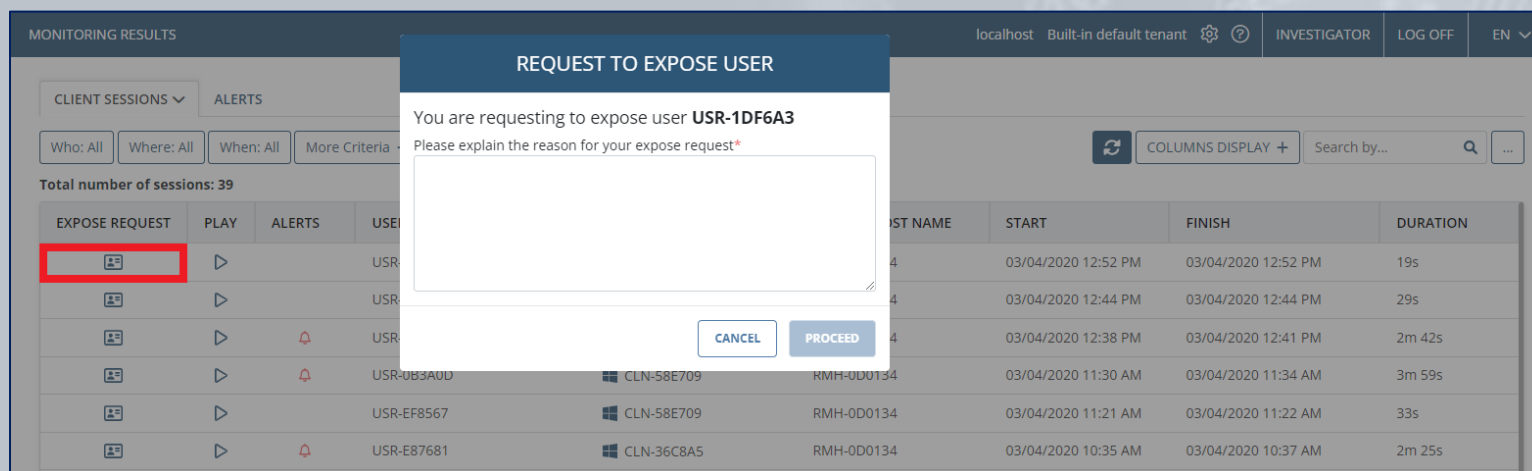 MONITORING RESULTS localhost Built-in default tenant INVESTIGATOR LOG OFF EN
REQUEST TO EXPOSE USER
CLIENT SESSIONS ALERTS
You are requesting to expose user USR-1DF6A3
Please explain the reason for your expose request*
Who: All Where: All When: All More Criteria COLUMNS DISPLAY + Search by... ...
Total number of sessions: 39
EXPOSE REQUEST PLAY ALERTS START FINISH DURATION
03/04/2020 12:52 PM 03/04/2020 12:52 PM 19s
03/04/2020 12:44 PM 03/04/2020 12:44 PM 29s
CANCEL PROCEED
03/04/2020 12:38 PM 03/04/2020 12:41 PM 2m 42s
USR-0B3A0D CLN-58E709 RMH-0D0134 03/04/2020 11:30 AM 03/04/2020 11:34 AM 3m 59s
USR-EF8567 CLN-58E709 RMH-0D0134 03/04/2020 11:21 AM 03/04/2020 11:22 AM 33s
USR-E87681 CLN-36C8A5 RMH-0D0134 03/04/2020 10:35 AM 03/04/2020 10:37 AM 2m 25s